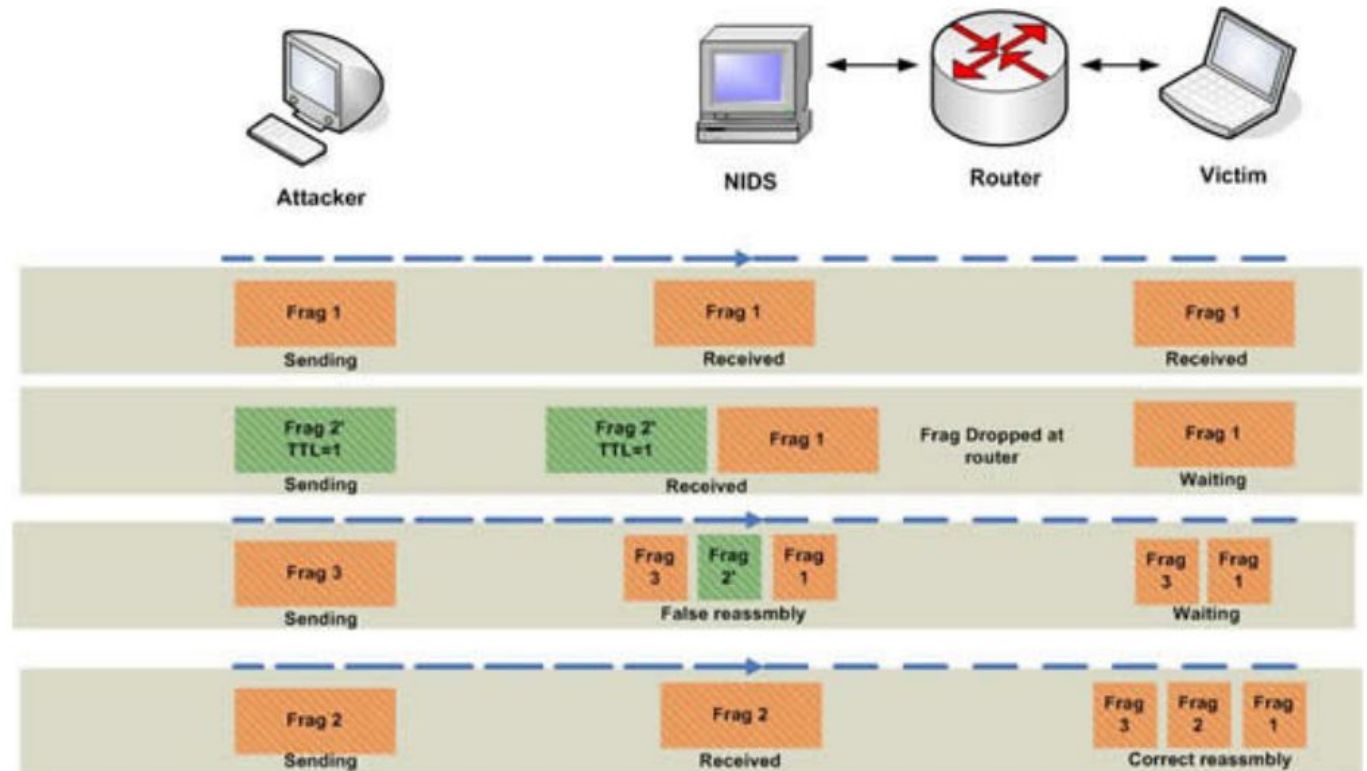 Attacker
NIDS
Router
Victim
Frag 1
Frag 1
Frag 1
Sending
Received
Received
Frag 2'
TTL=1
Frag 2'
TTL=1
Frag 1
Frag Dropped at
router
Frag 1
Sending
Received
Waiting
Frag 3
Frag
3
Frag
2'
Frag
1
Frag
3
Frag
1
Sending
False reassmbly
Waiting
Frag 2
Frag 2
Frag
3
Frag
2
Frag
1
Sending
Received
Correct reassmbly